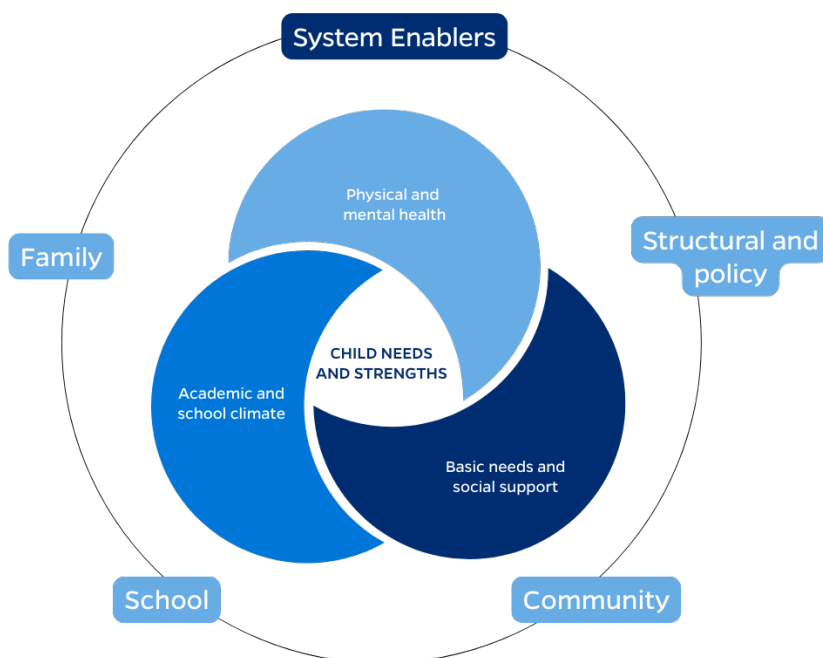 System Enablers
Physical and
mental health
Family
Structural and
policy
CHILD NEEDS
AND STRENGTHS
Academic and
school climate
Basic needs and
social support
School
Community